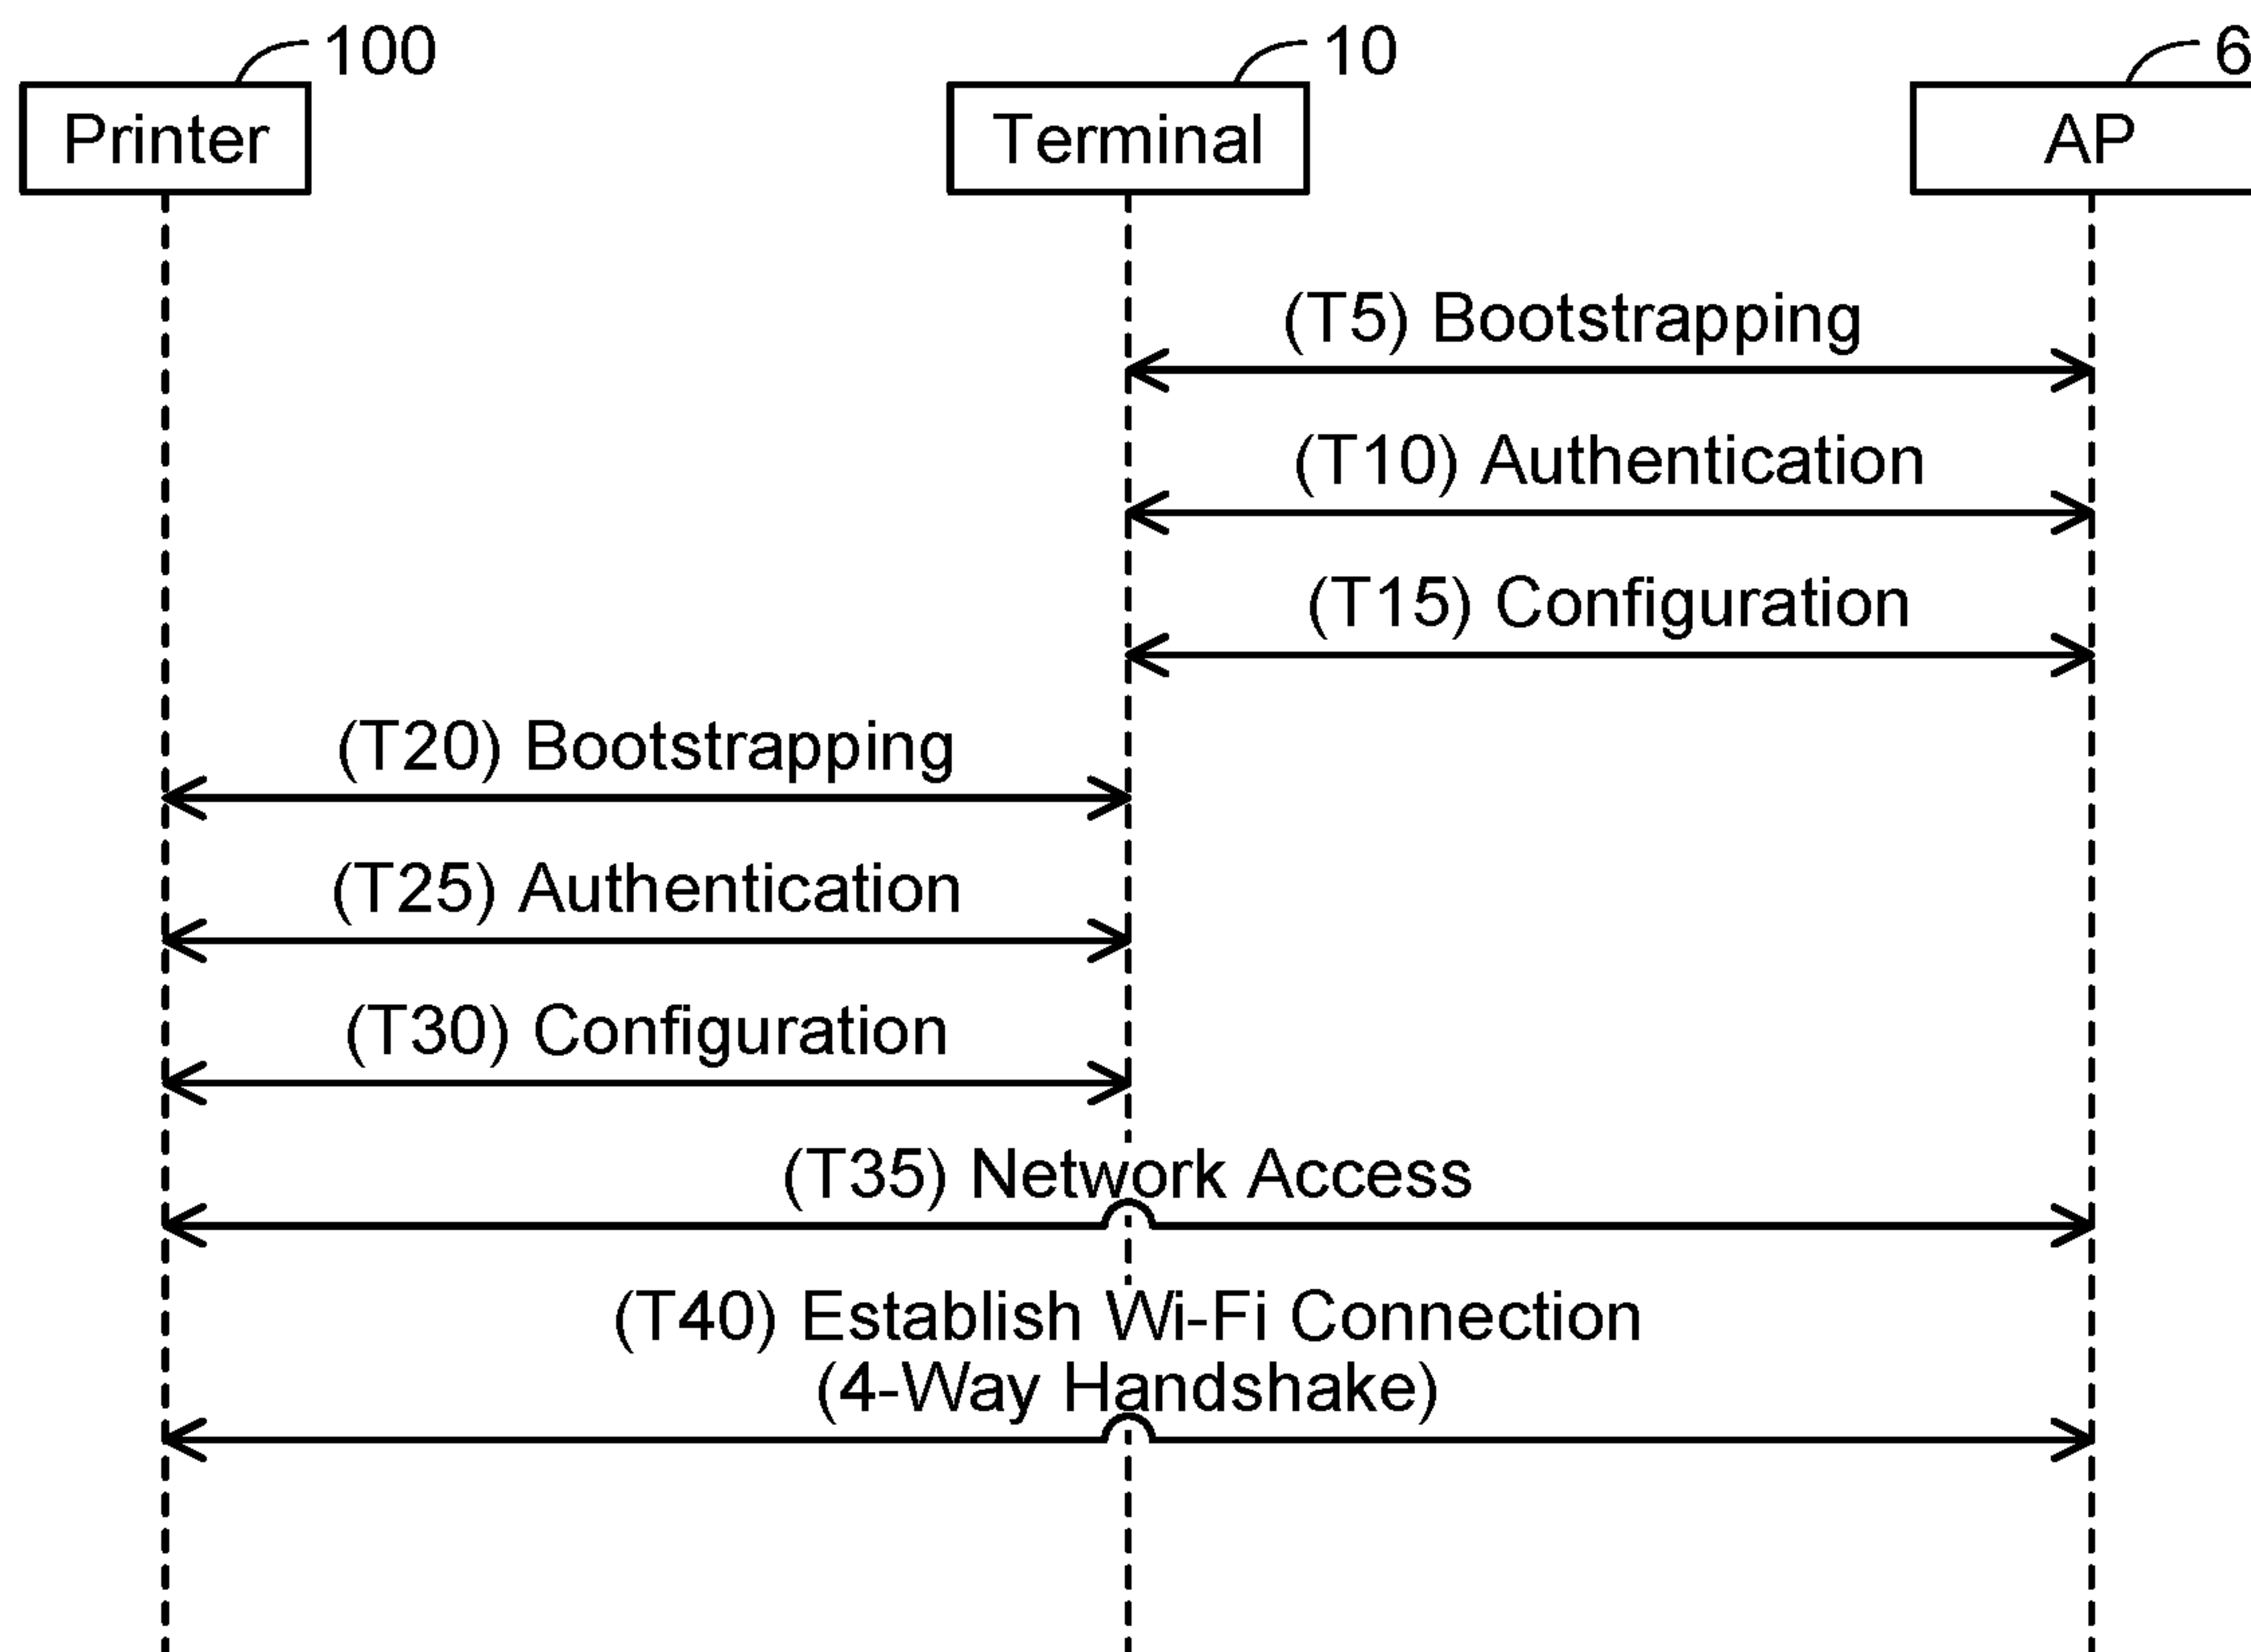 100
10
6
Printer
Terminal
AP
(T5) Bootstrapping
(T10) Authentication
(T15) Configuration
(T20) Bootstrapping
(T25) Authentication
(T30) Configuration
(T35) Network Access
(T40) Establish Wi-Fi Connection
(4-Way Handshake)